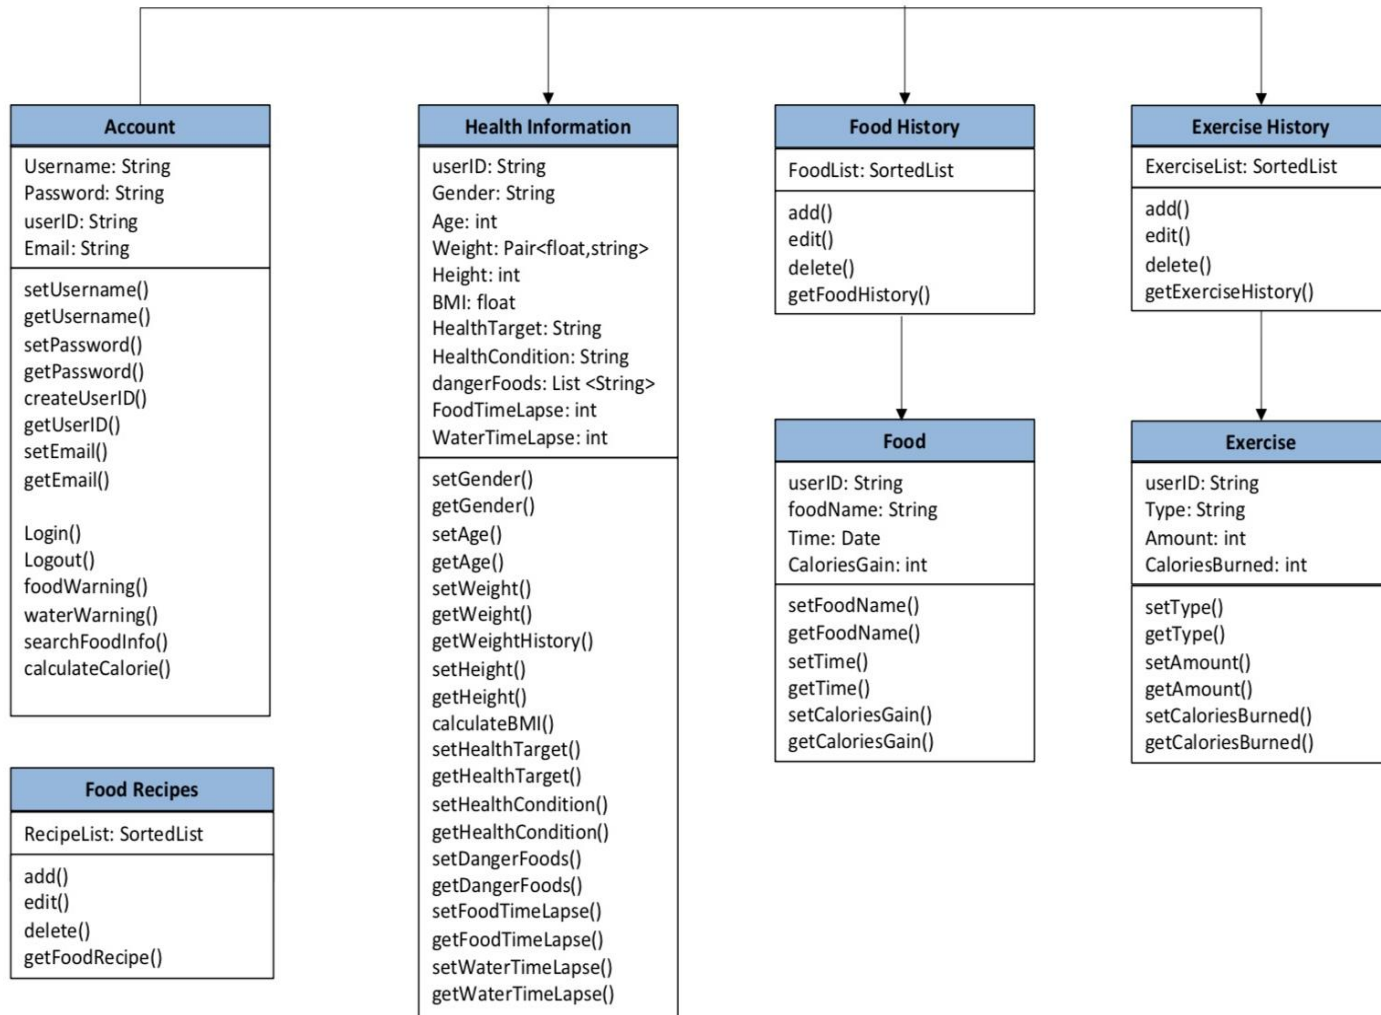 Account
Username: String
Password: String
userID: String
Email: String
setUsername()
getUsername()
setPassword()
getPassword()
createUserID()
getUserID()
setEmail()
getEmail()
Login()
Logout()
foodWarning()
waterWarning()
searchFoodInfo()
calculateCalorie()
Food Recipes
RecipeList: SortedList
add()
edit()
delete()
getFoodRecipe()
Health Information
userID: String
Gender: String
Age: int
Weight: Pair<float,string>
Height: int
BMI: float
HealthTarget: String
HealthCondition: String
dangerFoods: List <String>
FoodTimeLapse: int
WaterTimeLapse: int
setGender()
getGender()
setAge()
getAge()
setWeight()
getWeight()
getWeightHistory()
setHeight()
getHeight()
calculateBMI()
setHealthTarget()
getHealthTarget()
setHealthCondition()
getHealthCondition()
setDangerFoods()
getDangerFoods()
setFoodTimeLapse()
getFoodTimeLapse()
setWaterTimeLapse()
getWaterTimeLapse()
Food History
FoodList: SortedList
add()
edit()
delete()
getFoodHistory()
Food
userID: String
foodName: String
Time: Date
CaloriesGain: int
setFoodName()
getFoodName()
setTime()
getTime()
setCaloriesGain()
getCaloriesGain()
Exercise History
ExerciseList: SortedList
add()
edit()
delete()
getExerciseHistory()
Exercise
userID: String
Type: String
Amount: int
CaloriesBurned: int
setType()
getType()
setAmount()
getAmount()
setCaloriesBurned()
getCaloriesBurned()